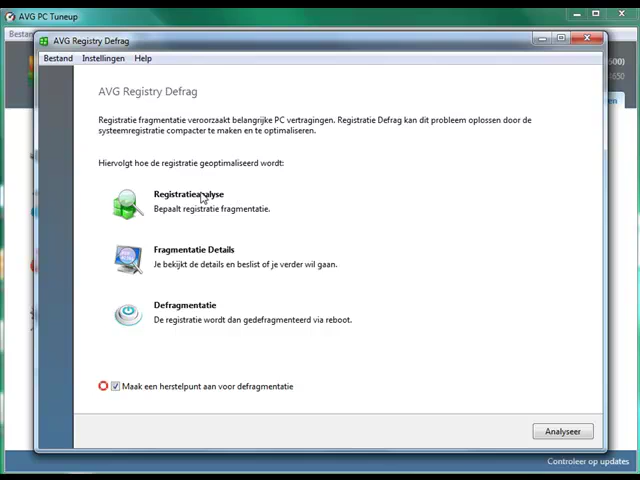 AVG PC Tuneup
AVG Registry Defrag
Bestand Instellingen Help
AVG Registry Defrag
Registratie fragmentatie veroorzaakt belangrijke PC vertragingen. Registratie Defrag kan dit probleem oplossen door de
systeemregistratie compacter te maken en te optimaliseren.
Hiervolgt hoe de registratie geoptimaliseerd wordt:
Registratieanalyse
Bepaalt registratie fragmentatie.
Fragmentatie Details
Je bekijkt de details en beslist of je verder wil gaan.
Defragmentatie
De registratie wordt dan gedefragmenteerd via reboot.
Maak een herstelpunt aan voor defragmentatie
Analyseer
Controleer op updates